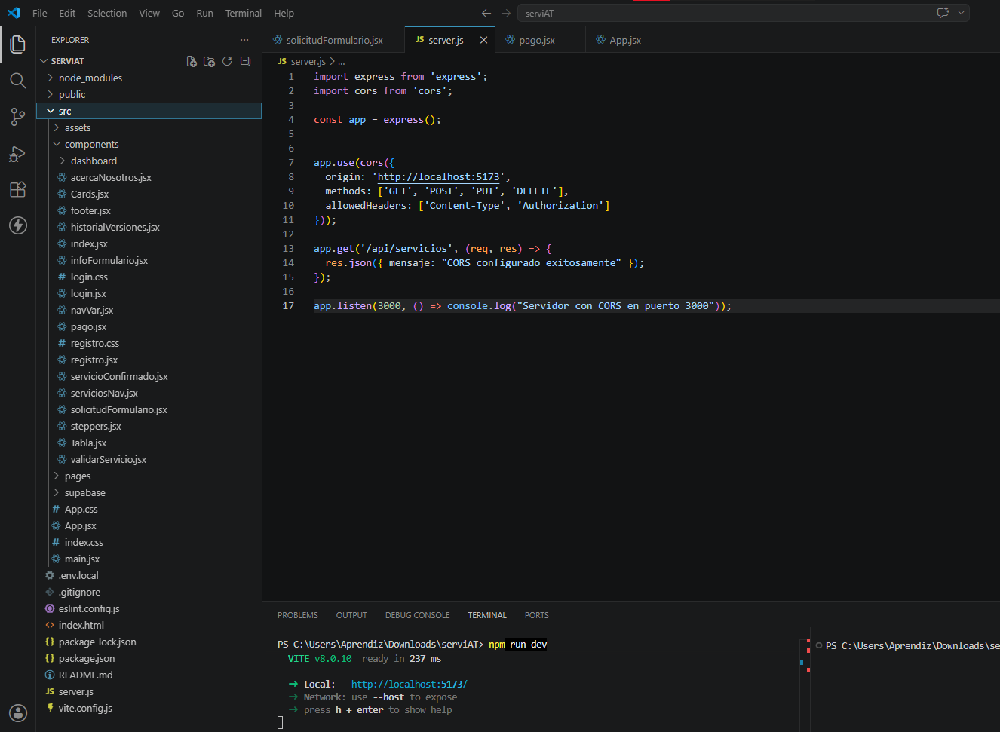 File Edit Selection View Go Run Terminal Help
serviAT
EXPLORER
SERVIAT
node_modules
public
src
assets
components
dashboard
acercaNosotros.jsx
Cards.jsx
footer.jsx
historialVersiones.jsx
index.jsx
infoFormulario.jsx
# login.css
login.jsx
navVar.jsx
pago.jsx
# registro.css
registro.jsx
servicioConfirmado.jsx
serviciosNav.jsx
solicitudFormulario.jsx
steppers.jsx
Tabla.jsx
validarServicio.jsx
pages
supabase
# App.css
App.jsx
# index.css
main.jsx
.env.local
.gitignore
eslint.config.js
<> index.html
{} package-lock.json
{} package.json
README.md
JS server.js
vite.config.js
solicitudFormulario.jsx JS server.js pago.jsx App.jsx
JS server.js > ...
1 import express from 'express';
2 import cors from 'cors';
3
4 const app = express();
5
6
7 app.use(cors({
8 origin: 'http://localhost:5173',
9 methods: ['GET', 'POST', 'PUT', 'DELETE'],
10 allowedHeaders: ['Content-Type', 'Authorization']
11 }));
12
13 app.get('/api/servicios', (req, res) => {
14 res.json({ mensaje: "CORS configurado exitosamente" });
15 });
16
17 app.listen(3000, () => console.log("Servidor con CORS en puerto 3000"));
PROBLEMS OUTPUT DEBUG CONSOLE TERMINAL PORTS
PS C:\Users\Aprendiz\Downloads\serviAT> npm run dev
VITE v8.0.10 ready in 237 ms
➜ Local: http://localhost:5173/
➜ Network: use --host to expose
➜ press h + enter to show help
PS C:\Users\Aprendiz\Downloads\se